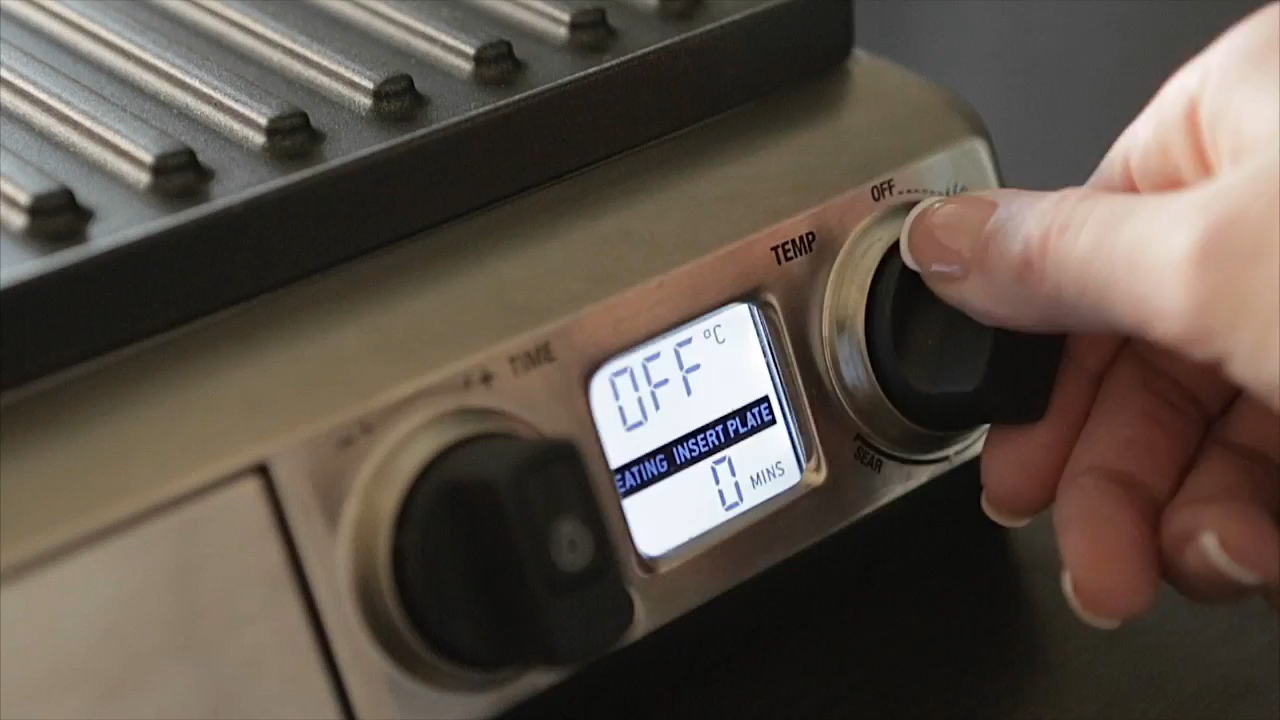 OFF
TEMP
TIME
OFF °C
EATING INSERT PLATE
0 MINS
SEAR